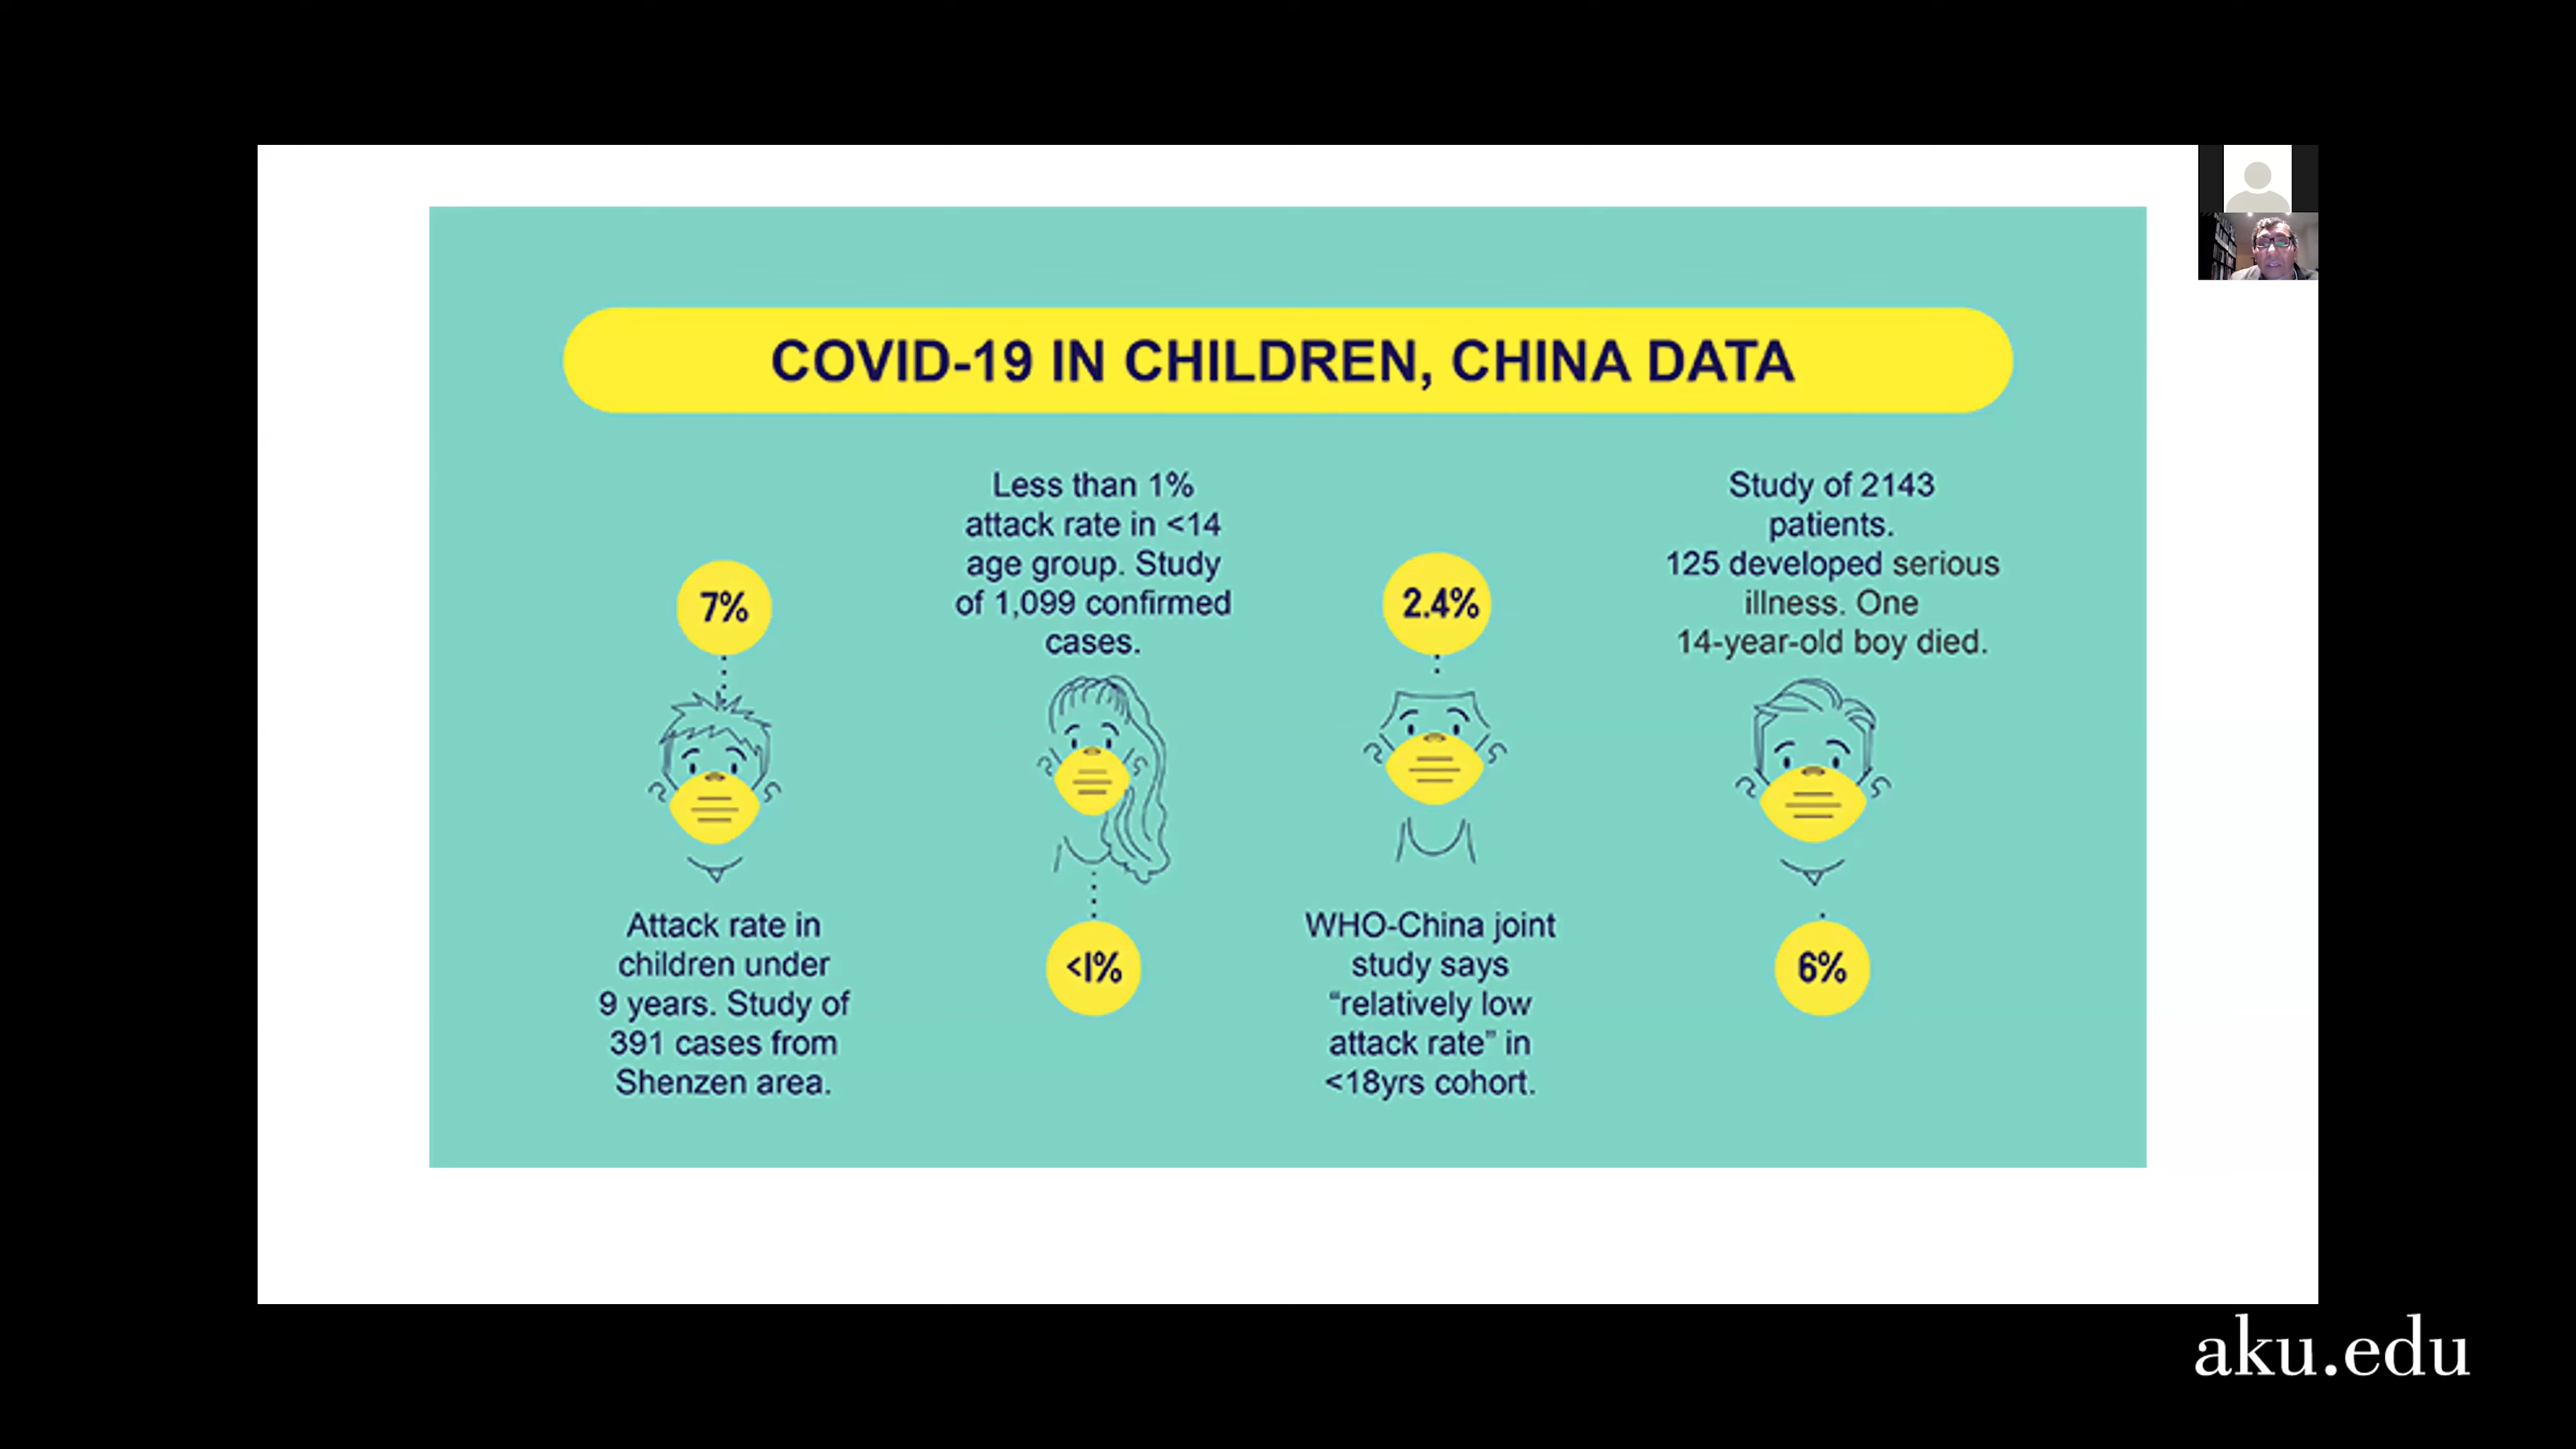 COVID-19 IN CHILDREN, CHINA DATA
7%
Attack rate in
children under
9 years. Study of
391 cases from
Shenzen area.
Less than 1%
attack rate in <14
age group. Study
of 1,099 confirmed
cases.
<1%
2.4%
WHO-China joint
study says
“relatively low
attack rate” in
<18yrs cohort.
Study of 2143
patients.
125 developed serious
illness. One
14-year-old boy died.
6%
aku.edu